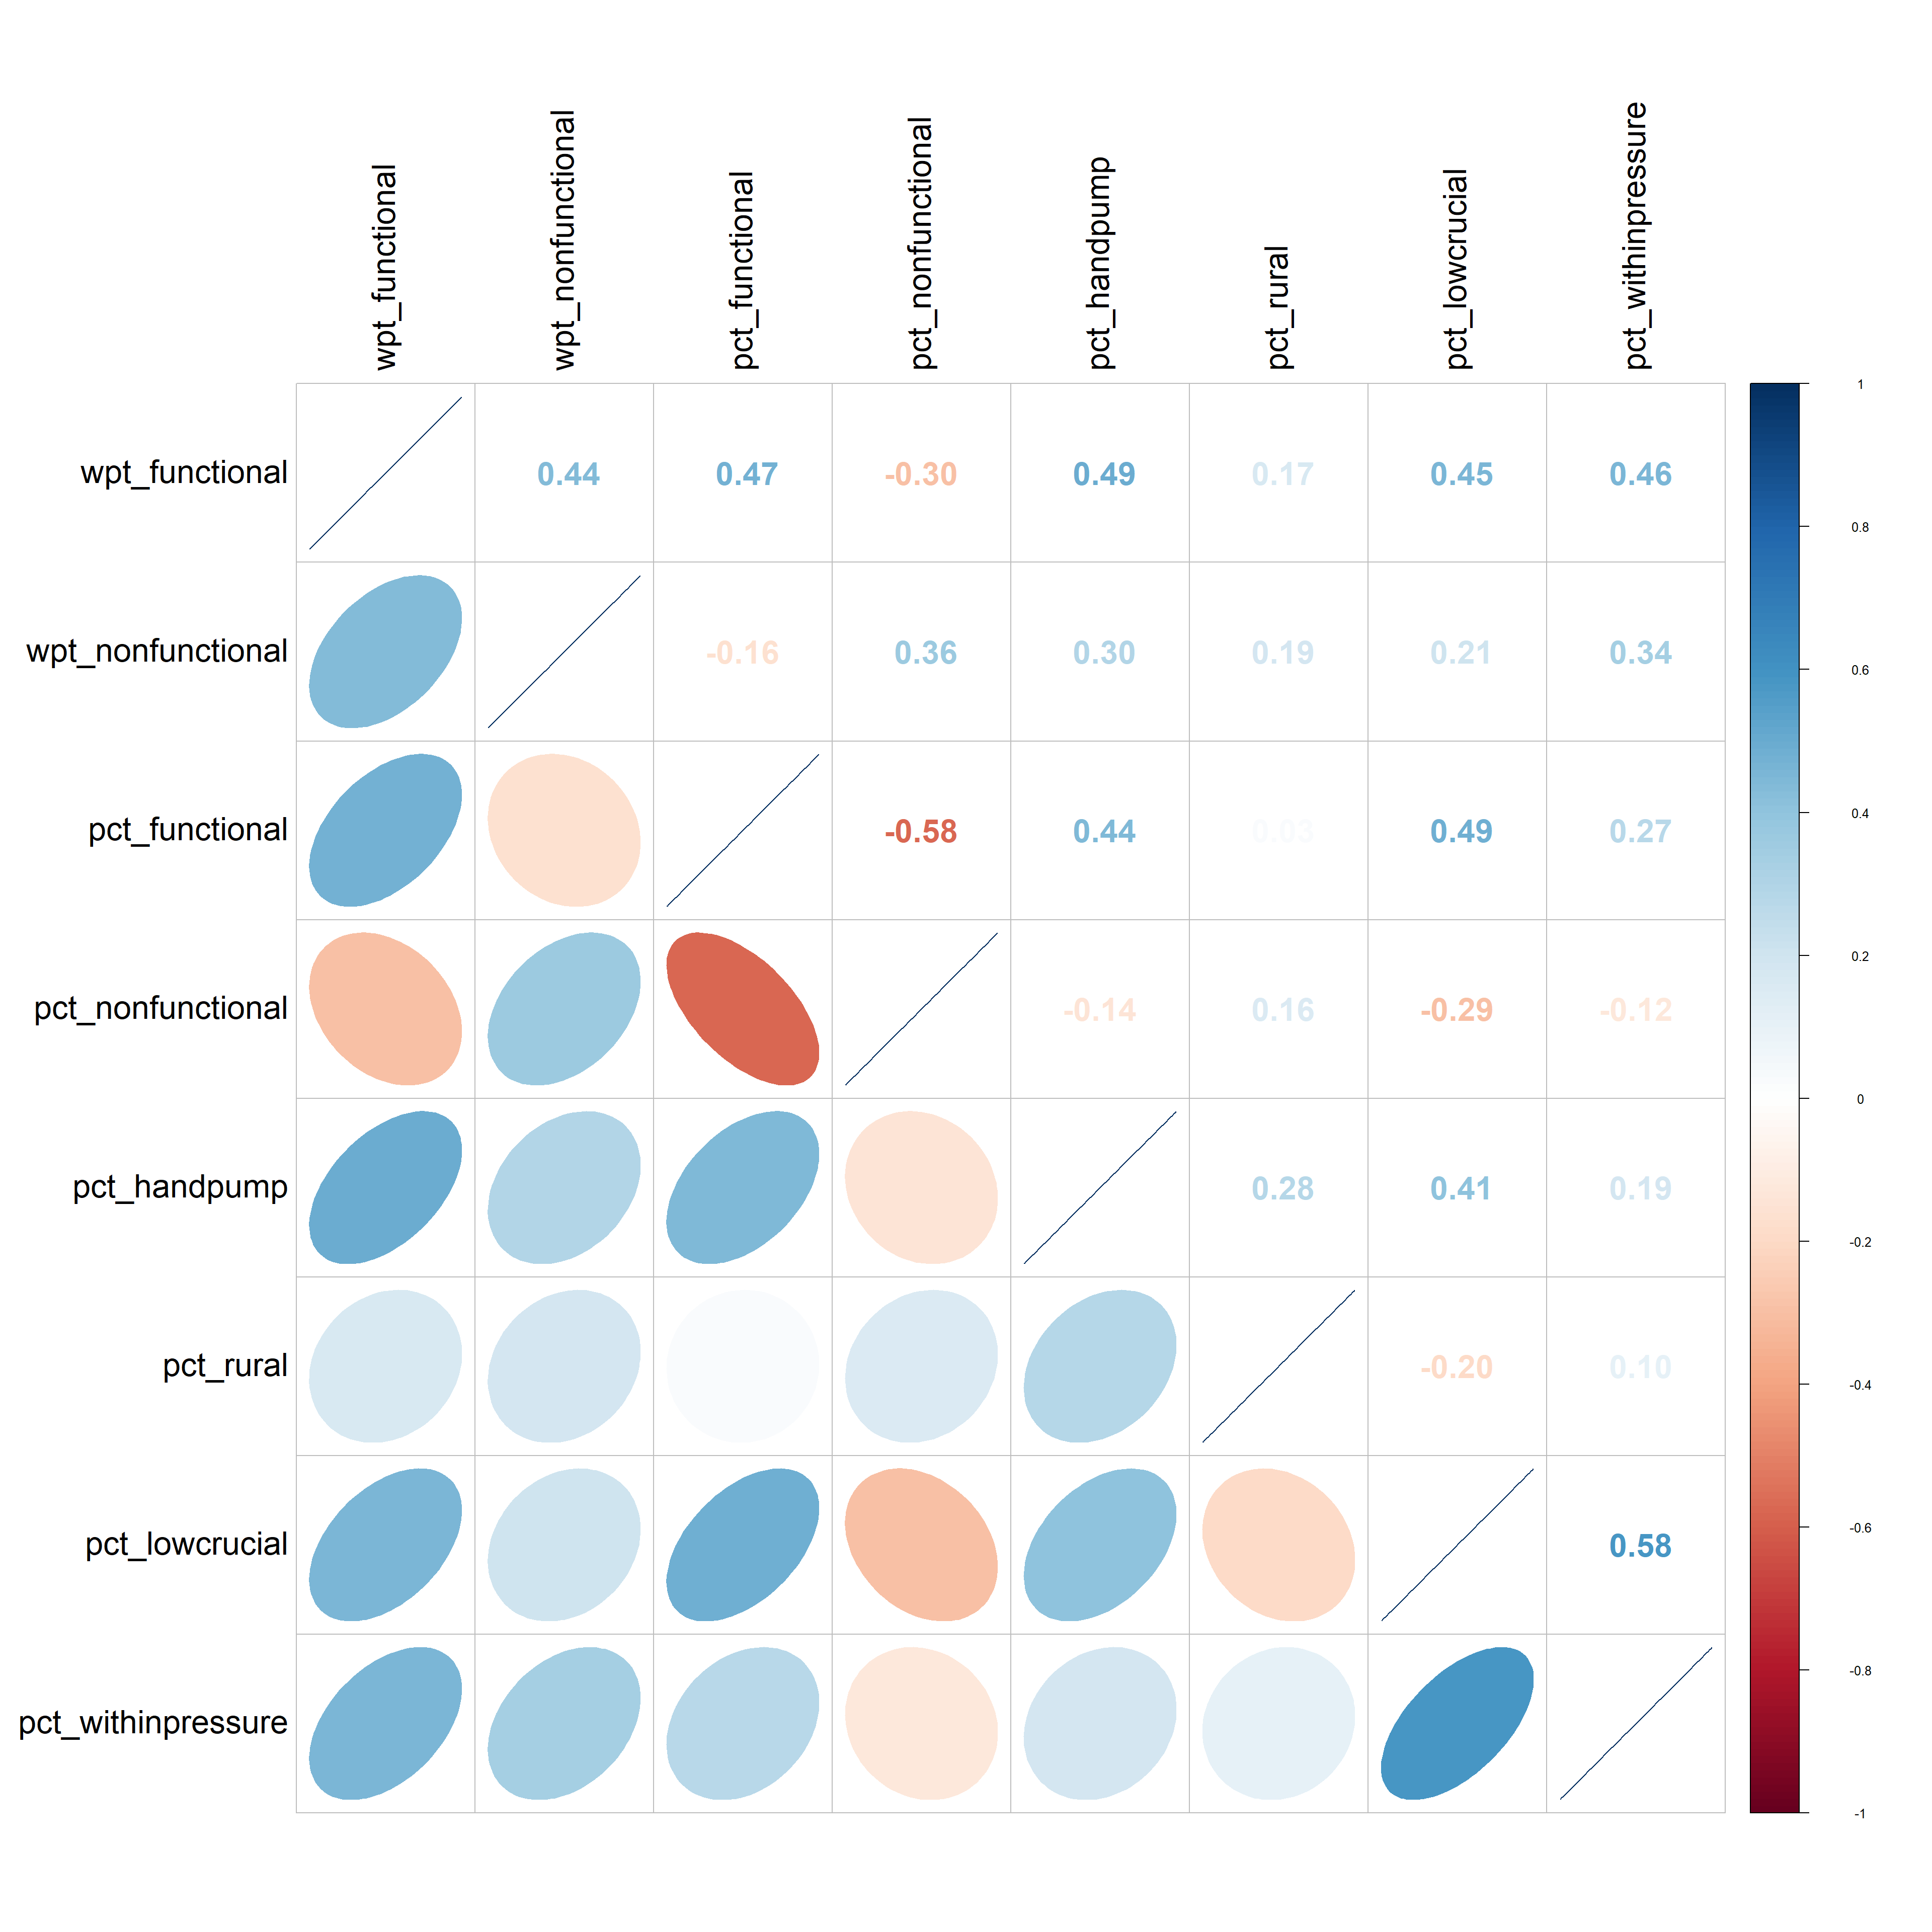 wpt_functional
wpt_nonfunctional
pct_functional
pct_nonfunctional
pct_handpump
pct_rural
pct_lowcrucial
pct_withinpressure
wpt_functional 0.44 0.47 -0.30 0.49 0.17 0.45 0.46
wpt_nonfunctional -0.16 0.36 0.30 0.19 0.21 0.34
pct_functional -0.58 0.44 0.03 0.49 0.27
pct_nonfunctional -0.14 0.16 -0.29 -0.12
pct_handpump 0.28 0.41 0.19
pct_rural -0.20 0.10
pct_lowcrucial 0.58
pct_withinpressure
1
0.8
0.6
0.4
0.2
0
-0.2
-0.4
-0.6
-0.8
-1